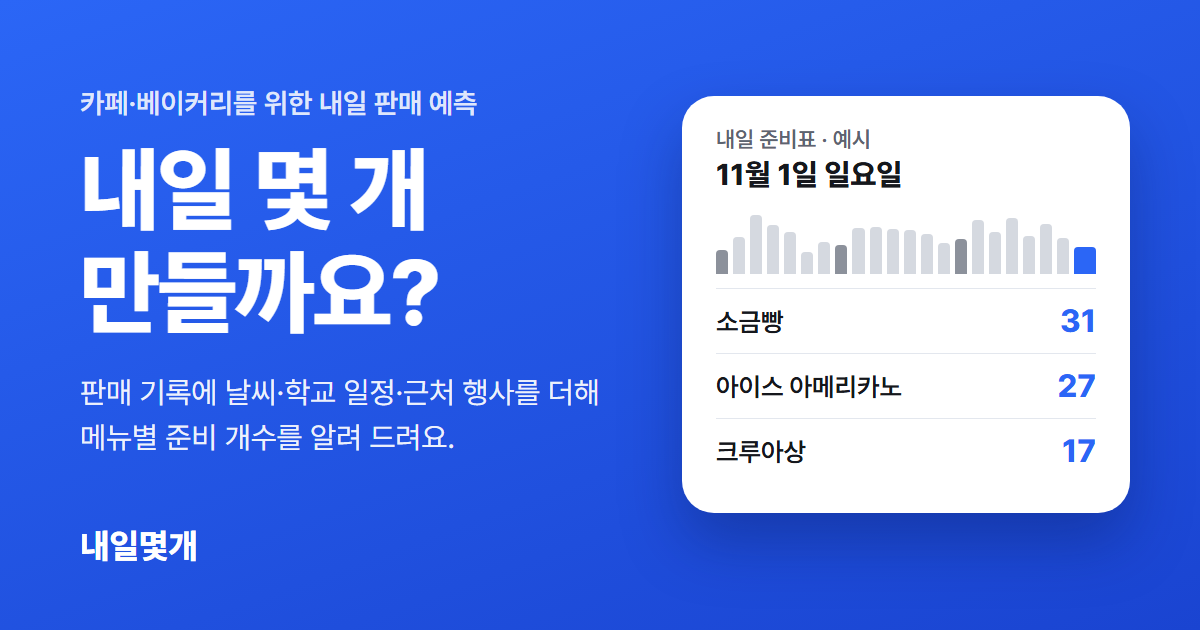 카페·베이커리를 위한 내일 판매 예측
내일 몇 개
만들까요?
판매 기록에 날씨·학교 일정·근처 행사를 더해
메뉴별 준비 개수를 알려 드려요.
내일몇개
내일 준비표 · 예시
11월 1일 일요일
소금빵 31
아이스 아메리카노 27
크루아상 17